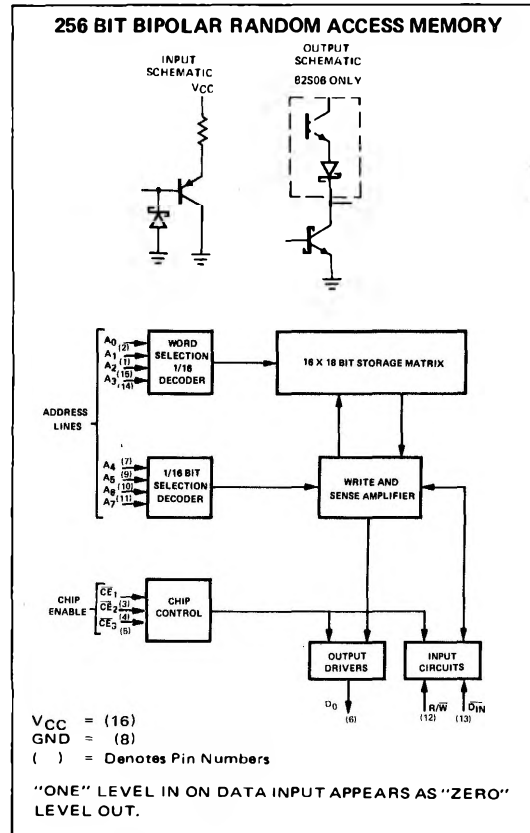 256 BIT BIPOLAR RANDOM ACCESS MEMORY
INPUT
SCHEMATIC
VCC
OUTPUT
SCHEMATIC
82S06 ONLY
ADDRESS
LINES
A0 (2)
A1 (1)
A2 (15)
A3 (14)
WORD
SELECTION
1/16
DECODER
16 X 16 BIT STORAGE MATRIX
A4 (7)
A5 (9)
A6 (10)
A7 (11)
1/16 BIT
SELECTION
DECODER
WRITE AND
SENSE AMPLIFIER
CHIP
ENABLE
C̅E̅1 (3)
C̅E̅2 (4)
C̅E̅3 (5)
CHIP
CONTROL
OUTPUT
DRIVERS
INPUT
CIRCUITS
D0
(6)
R/W̅
(12)
D̅I̅N̅
(13)
VCC = (16)
GND = (8)
( ) = Denotes Pin Numbers
"ONE" LEVEL IN ON DATA INPUT APPEARS AS "ZERO"
LEVEL OUT.